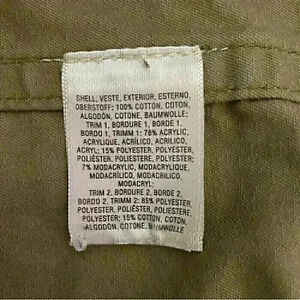 SHELL, VESTE, EXTERIOR, ESTERNO,
OBERSTOFF: 100% COTTON, COTON,
ALGODÓN, COTONE, BAUMWOLLE;
TRIM 1, BORDURE 1, BORDE 1,
BORDO 1, TRIMM 1: 78% ACRYLIC,
ACRYLIQUE, ACRÍLICO, ACRILICO,
ACRYL; 15% POLYESTER, POLYESTER,
POLIÉSTER, POLIESTERE, POLYESTER;
7% MODACRYLIC, MODACRYLIQUE,
MODACRÍLICO, MODACRILICO,
MODACRYL;
TRIM 2, BORDURE 2, BORDE 2,
BORDO 2, TRIMM 2: 85% POLYESTER,
POLYESTER, POLIÉSTER, POLIESTERE,
POLYESTER; 15% COTTON, COTON,
ALGODÓN, COTONE, BAUMWOLLE